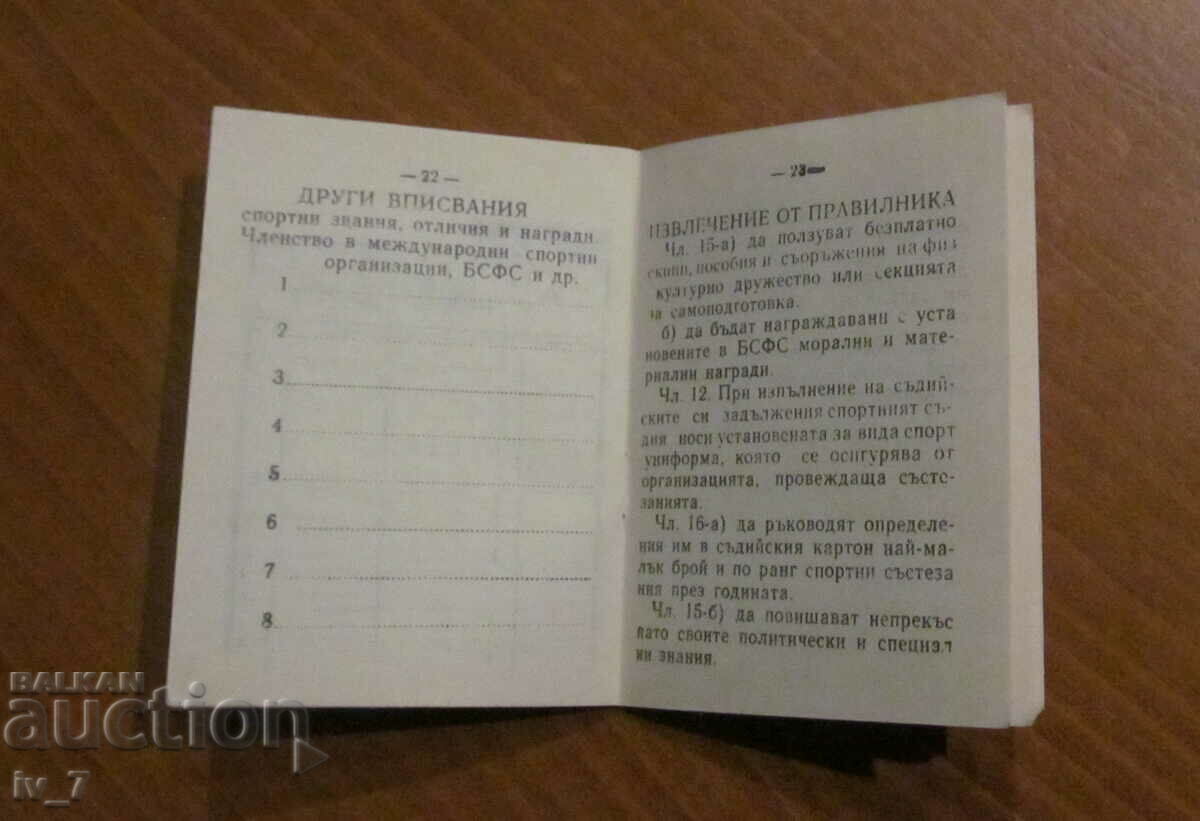 —22—
ДРУГИ ВПИСВАНИЯ
спортни звания, отличия и награди.
Членство в международни спортни
организации, БСФС и др.
1
2
3
4
5
6
7
8
—23—
ИЗВЛЕЧЕНИЕ ОТ ПРАВИЛНИКА
Чл. 15-а) да ползуват безплатно
екипи, пособия и съоръжения на физ
културно дружество или секцията
за самоподготовка.
б) да бъдат награждавани с уста
новените в БСФС морални и мате-
риални награди.
Чл. 12. При изпълнение на съдий-
ските си задължения спортният съ-
дия носи установената за вида спорт
униформа, която се осигурява от
организацията, провеждаща състе-
занията.
Чл. 16-а) да ръководят определе-
ния им в съдийския картон най-ма-
лък брой и по ранг спортни състеза
ния през годината.
Чл. 15-б) да повишават непрекъс
нато своите политически и специал
ни знания.
BALKAN
auction
iv_7